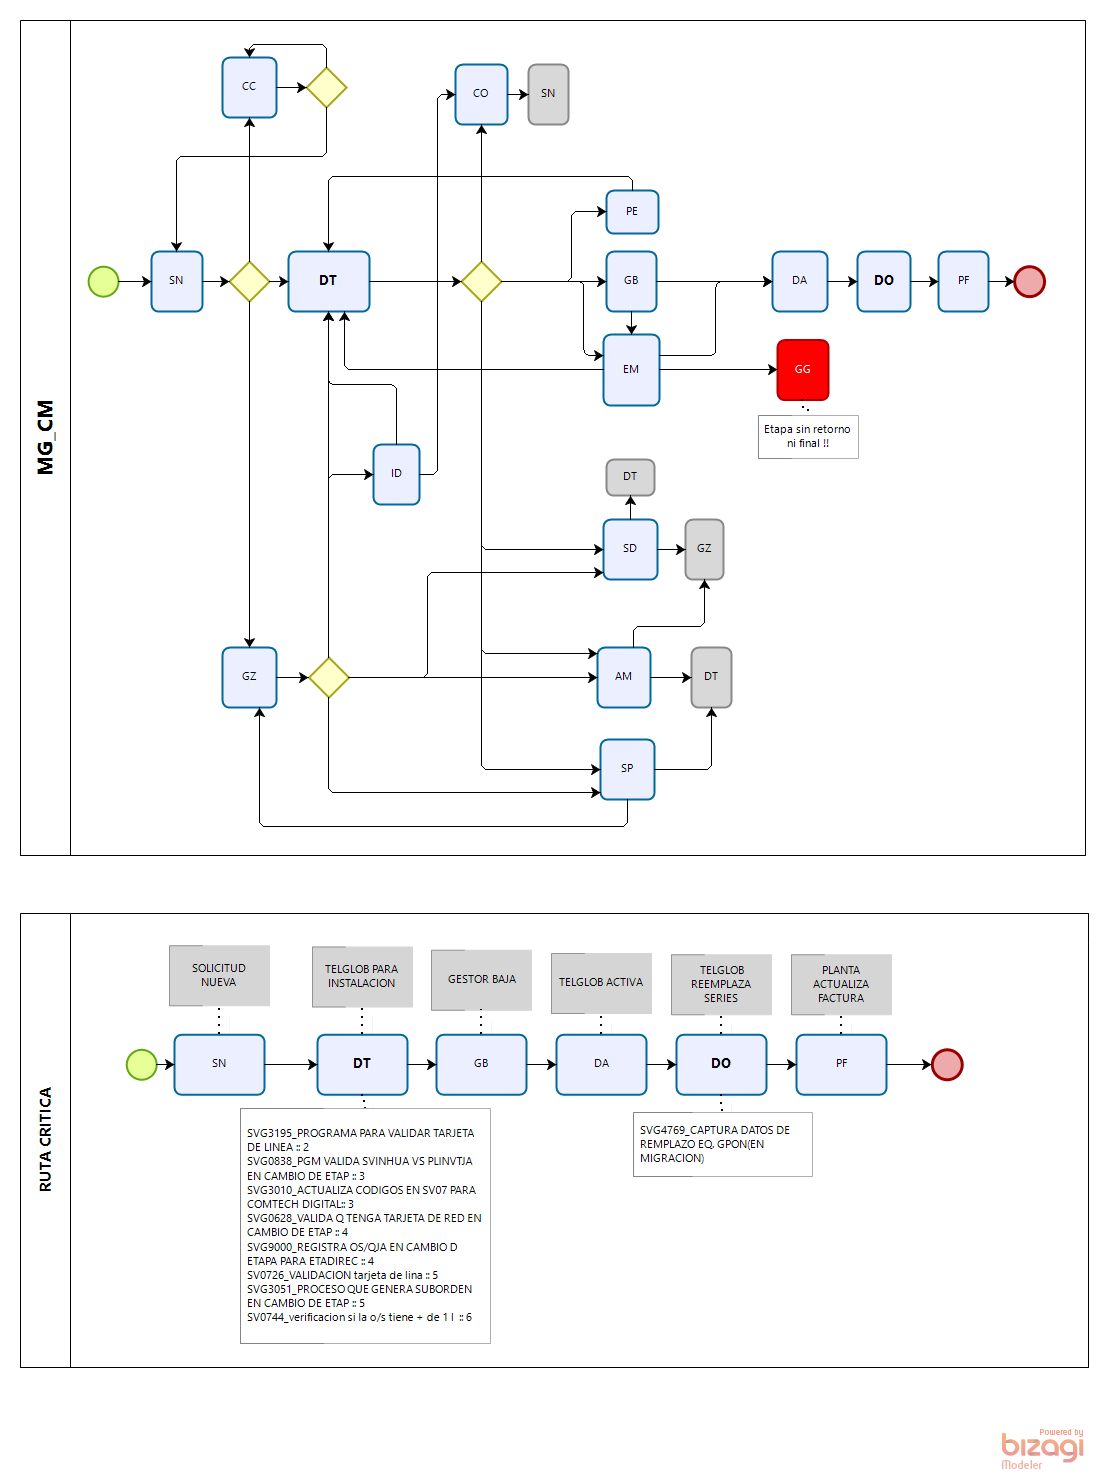 MG_CM
CC
CO
SN
PE
SN
DT
GB
DA
DO
PF
EM
GG
Etapa sin retorno
ni final !!
ID
DT
SD
GZ
GZ
AM
DT
SP
RUTA CRITICA
SOLICITUD
NUEVA
TELGLOB PARA
INSTALACION
GESTOR BAJA
TELGLOB ACTIVA
TELGLOB
REEMPLAZA
SERIES
PLANTA
ACTUALIZA
FACTURA
SN
DT
GB
DA
DO
PF
SVG3195_PROGRAMA PARA VALIDAR TARJETA
DE LINEA :: 2
SVG0838_PGM VALIDA SVINHUA VS PLINVTJA
EN CAMBIO DE ETAP :: 3
SVG3010_ACTUALIZA CODIGOS EN SV07 PARA
COMTECH DIGITAL:: 3
SVG0628_VALIDA Q TENGA TARJETA DE RED EN
CAMBIO DE ETAP :: 4
SVG9000_REGISTRA OS/QJA EN CAMBIO D
ETAPA PARA ETADIREC :: 4
SV0726_VALIDACION tarjeta de lina :: 5
SVG3051_PROCESO QUE GENERA SUBORDEN
EN CAMBIO DE ETAP :: 5
SV0744_verificacion si la o/s tiene + de 1 l :: 6
SVG4769_CAPTURA DATOS DE
REMPLAZO EQ. GPON(EN
MIGRACION)
Powered by
bizagi
Modeler